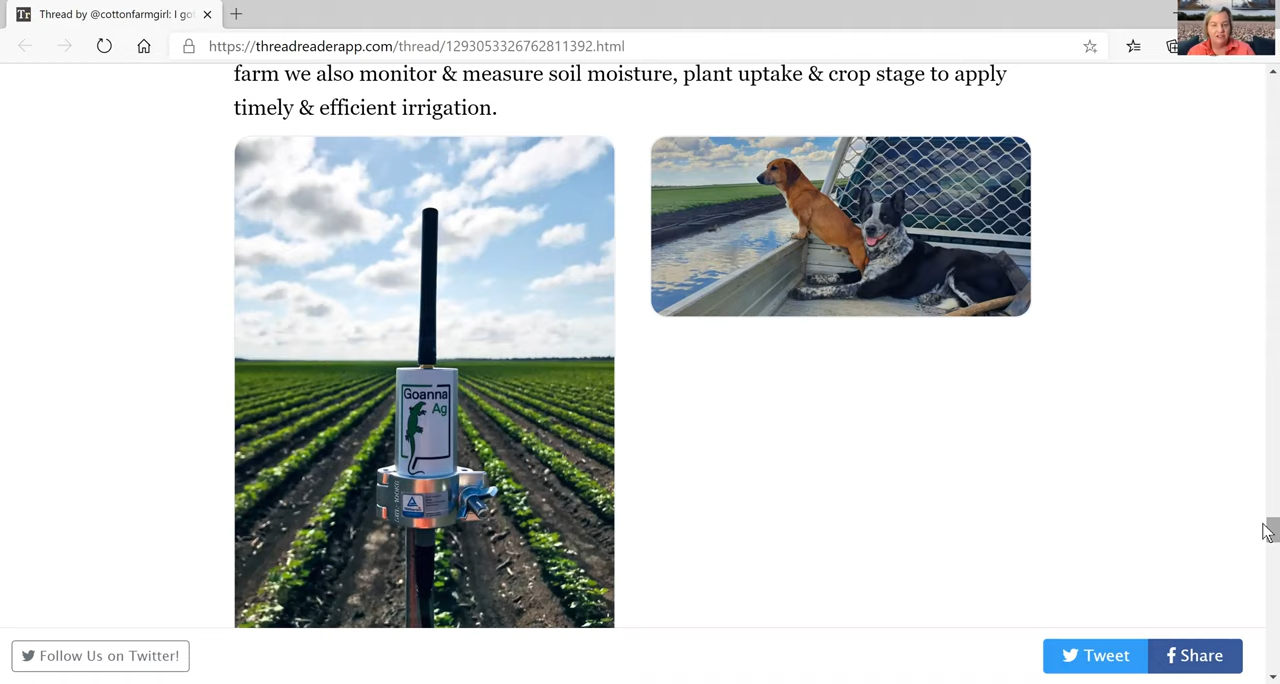 Tr Thread by @cottonfarmgirl: I go
https://threadreaderapp.com/thread/1293053326762811392.html
farm we also monitor & measure soil moisture, plant uptake & crop stage to apply
timely & efficient irrigation.
Goanna
Ag
Follow Us on Twitter!
Tweet
Share